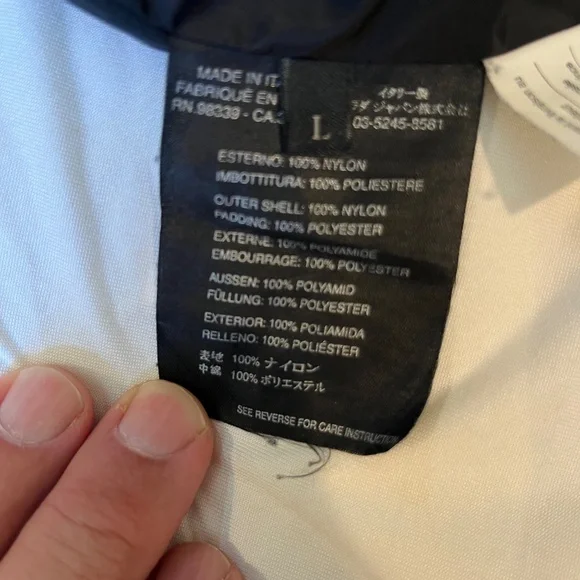 MADE IN IT
FABRIQUÉ EN
RN.98339 - CA.
L
イタリー製
ラダ ジャパン株式会社
03-5245-8561
ESTERNO: 100% NYLON
IMBOTTITURA: 100% POLIESTERE
OUTER SHELL: 100% NYLON
PADDING: 100% POLYESTER
EXTERNE: 100% POLYAMIDE
EMBOURRAGE: 100% POLYESTER
AUSSEN: 100% POLYAMID
FÜLLUNG: 100% POLYESTER
EXTERIOR: 100% POLIAMIDA
RELLENO: 100% POLIÉSTER
表地 100% ナイロン
中綿 100% ポリエステル
SEE REVERSE FOR CARE INSTRUCTION